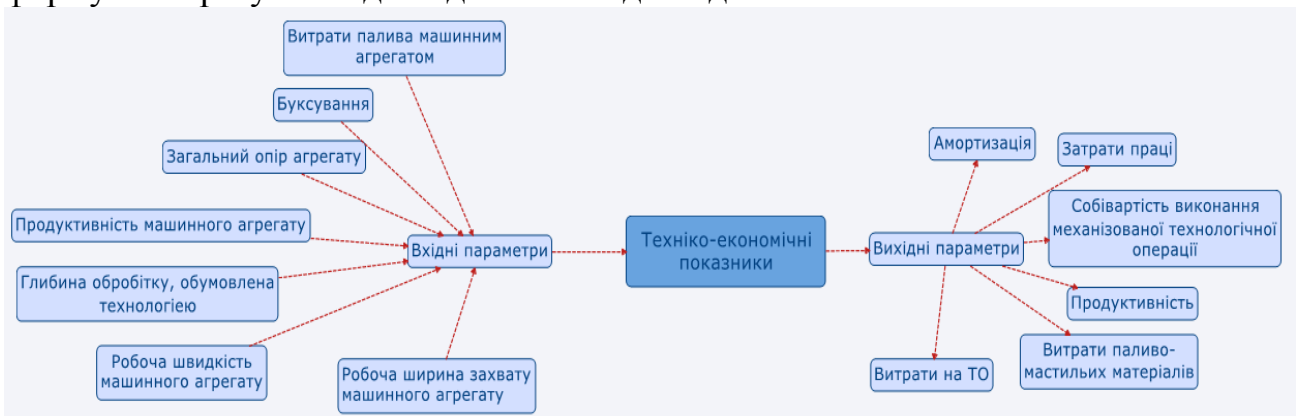 Витрати палива машинним
агрегатом
Буксування
Загальний опір агрегату
Продуктивність машинного агрегату
Глибина обробітку, обумовлена
технологіею
Робоча швидкість
машинного агрегату
Робоча ширина захвату
машинного агрегату
Вхідні параметри
Техніко-економічні
показники
Вихідні параметри
Амортизація
Затрати праці
Собівартість виконання
механізованої технологічної
операції
Продуктивність
Витрати паливо-
мастильих матеріалів
Витрати на ТО